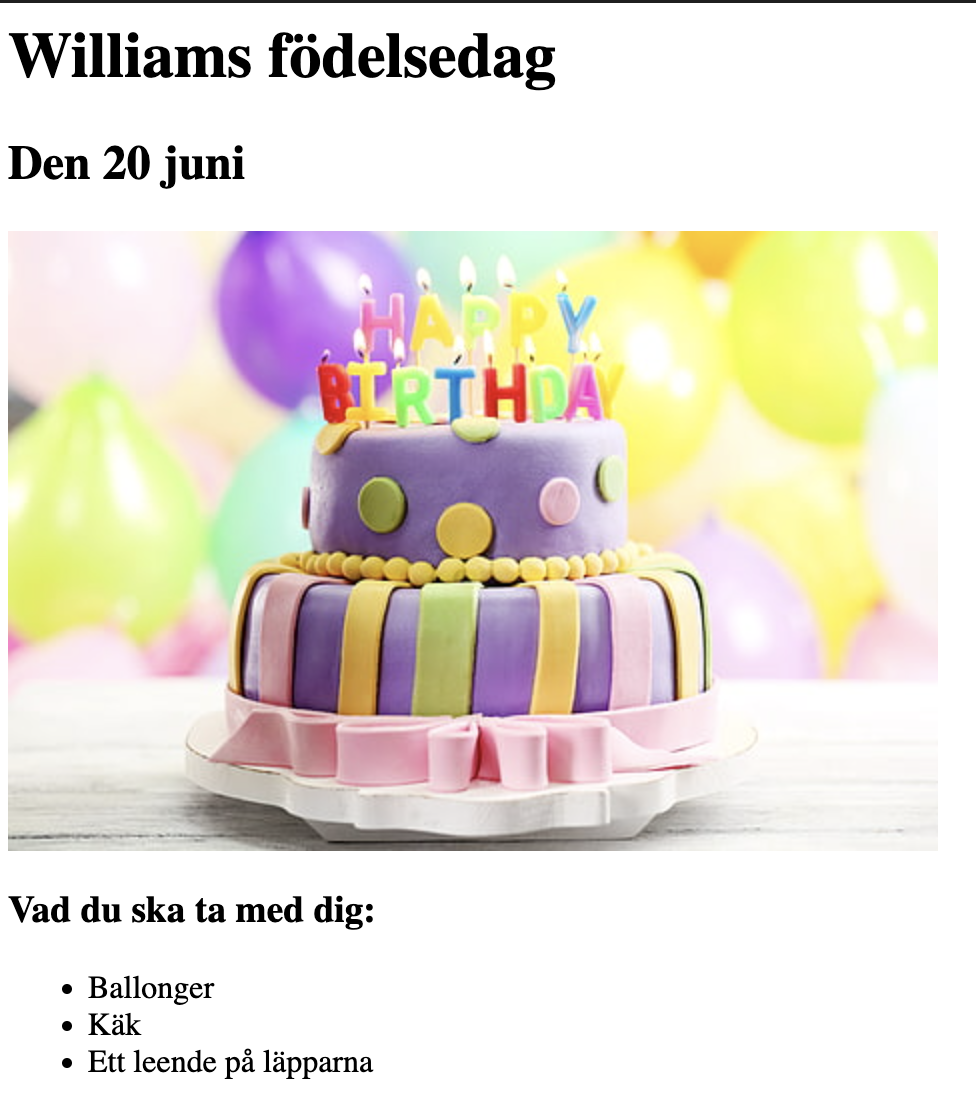 Williams födelsedag
Den 20 juni
HAPPY
BIRTHDAY
Vad du ska ta med dig:
Ballonger
Käk
Ett leende på läpparna